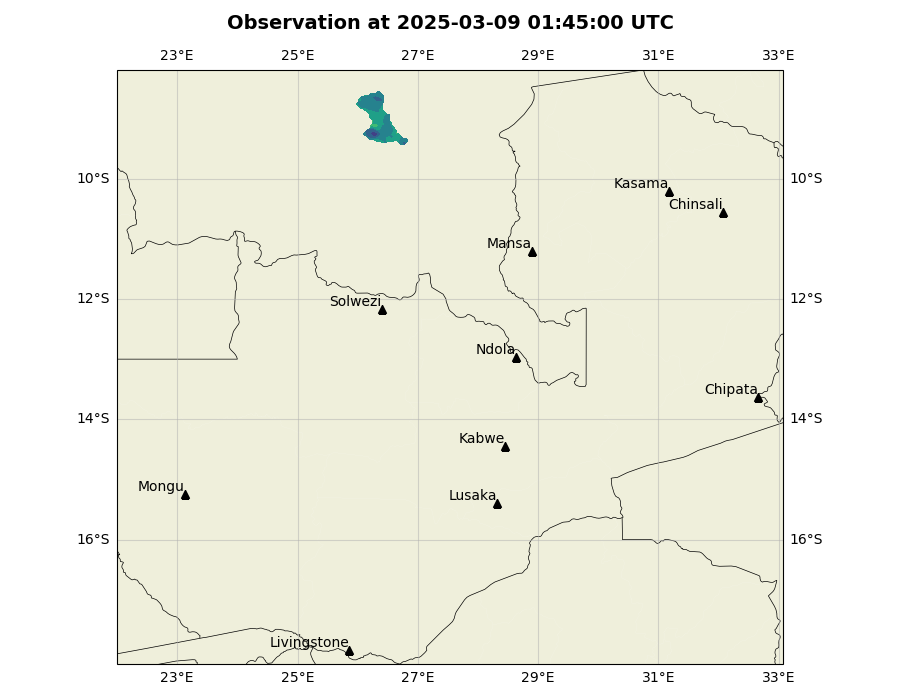 Observation at 2025-03-09 01:45:00 UTC
23°E 25°E 27°E 29°E 31°E 33°E
10°S 10°S
Kasama
Chinsali
Mansa
12°S 12°S
Solwezi
Ndola
Chipata
14°S 14°S
Kabwe
Mongu
Lusaka
16°S 16°S
Livingstone
23°E 25°E 27°E 29°E 31°E 33°E